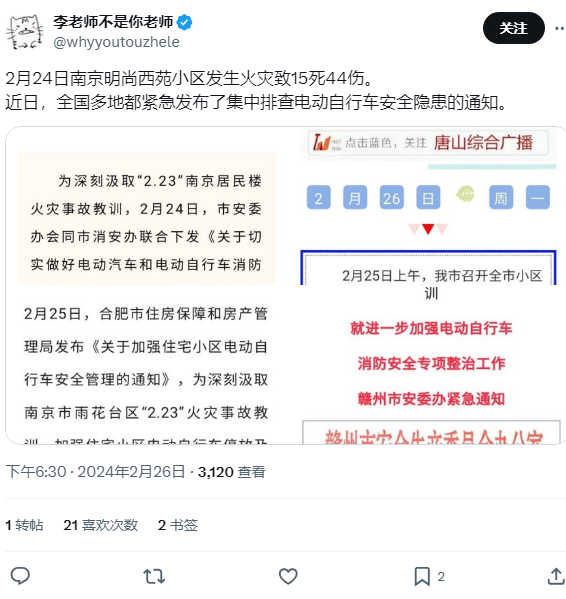 李老师不是你老师
@whyyoutouzhele
关注
2月24日南京明尚西苑小区发生火灾致15死44伤。
近日，全国多地都紧急发布了集中排查电动自行车安全隐患的通知。
为深刻汲取“2.23”南京居民楼
火灾事故教训，2月24日，市安委
办会同市消安办联合下发《关于切
实做好电动汽车和电动自行车消防
点击蓝色，关注 唐山综合广播
2 月 26 日 周 一
2月25日上午，我市召开全市小区
训
2月25日，合肥市住房保障和房产管
理局发布《关于加强住宅小区电动自
行车安全管理的通知》，为深刻汲取
南京市雨花台区“2.23”火灾事故教
训，加强住宅小区电动自行车停放及
就进一步加强电动自行车
消防安全专项整治工作
赣州市安委办紧急通知
赣州市安全生产委员会办公室
下午6:30 · 2024年2月26日 · 3,120 查看
1 转帖 21 喜欢次数 2 书签
2